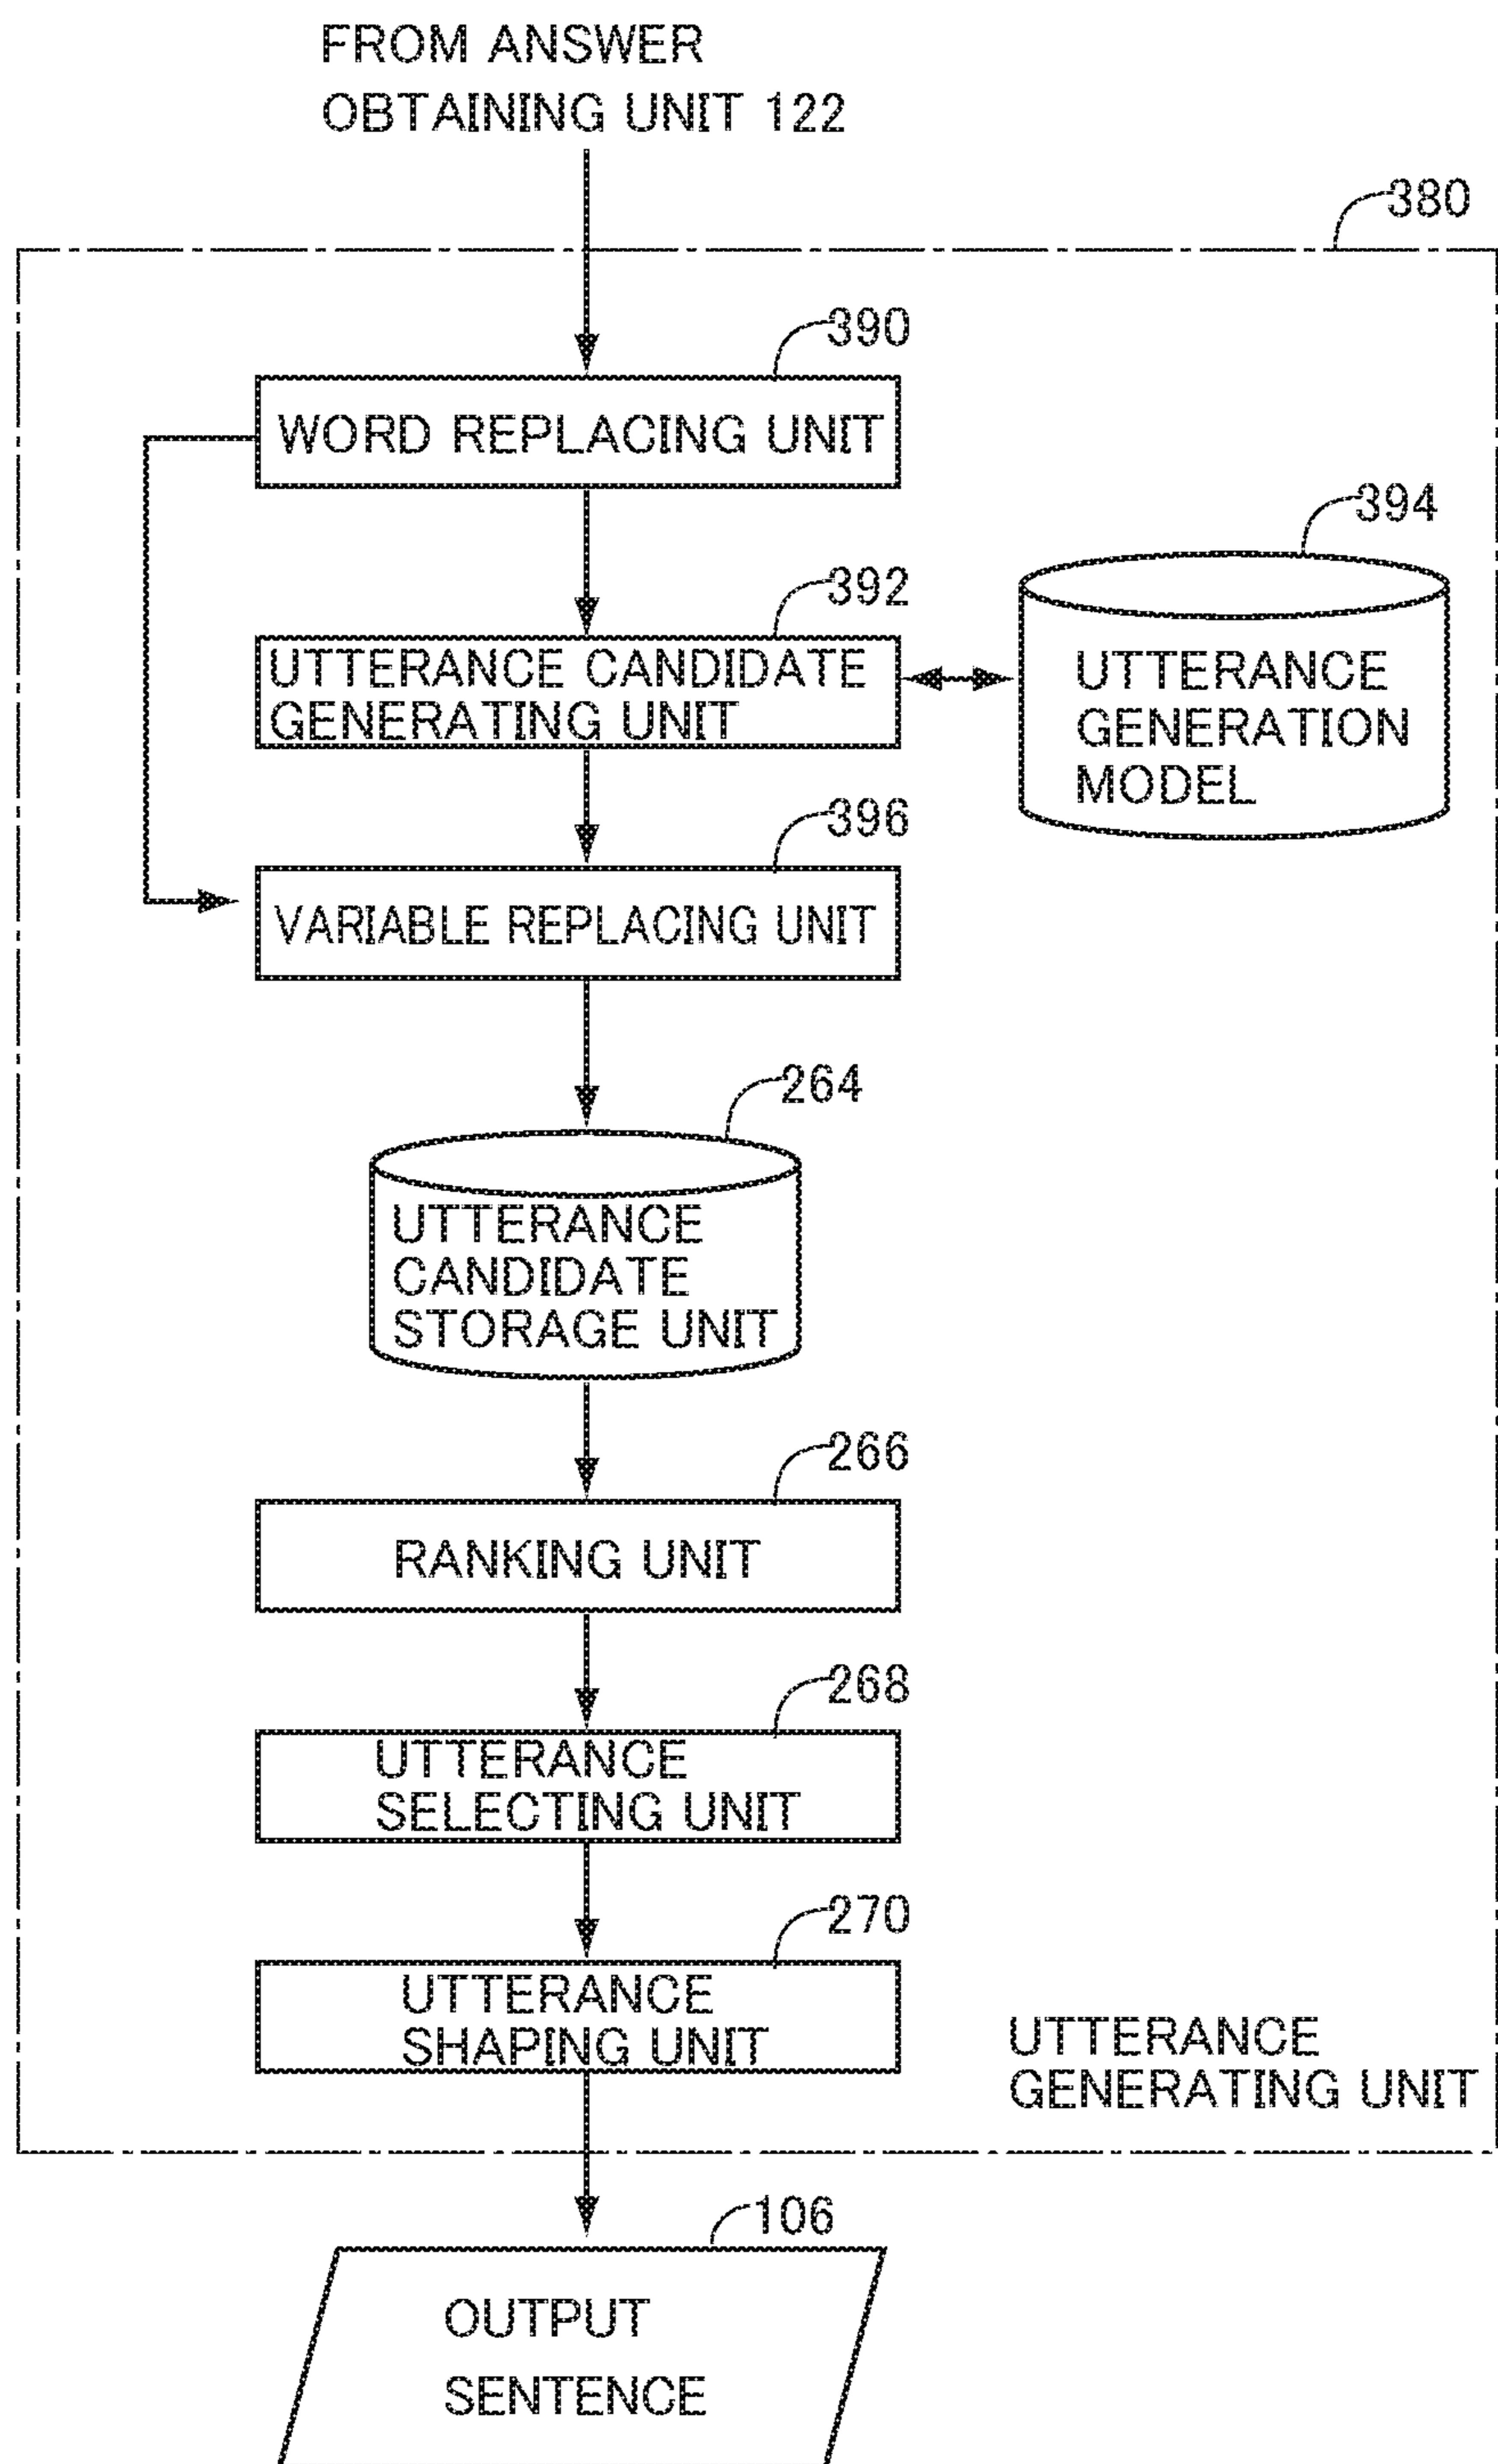 FROM ANSWER
OBTAINING UNIT 122
380
390
WORD REPLACING UNIT
394
392
UTTERANCE CANDIDATE
GENERATING UNIT
UTTERANCE
GENERATION
MODEL
396
VARIABLE REPLACING UNIT
264
UTTERANCE
CANDIDATE
STORAGE UNIT
266
RANKING UNIT
268
UTTERANCE
SELECTING UNIT
270
UTTERANCE
SHAPING UNIT
UTTERANCE
GENERATING UNIT
106
OUTPUT
SENTENCE